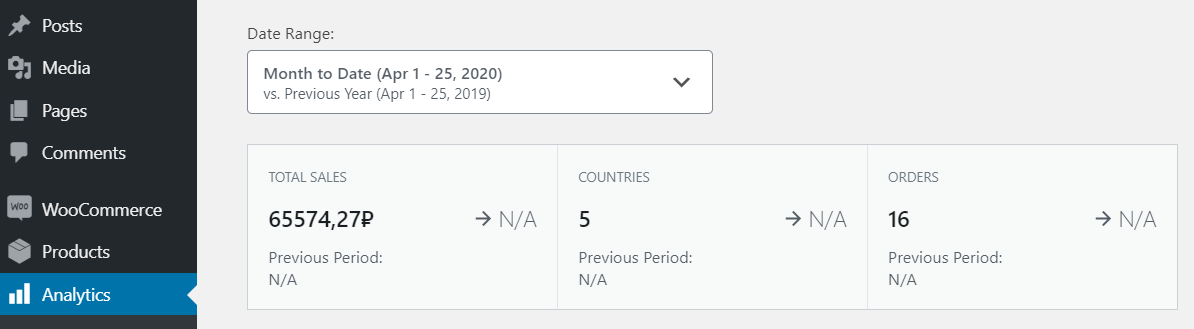 Posts
Media
Pages
Comments
Woo
WooCommerce
Products
Analytics
Date Range:
Month to Date (Apr 1 - 25, 2020)
vs. Previous Year (Apr 1 - 25, 2019)
TOTAL SALES
65574,27₽
→ N/A
Previous Period:
N/A
COUNTRIES
5
→ N/A
Previous Period:
N/A
ORDERS
16
→ N/A
Previous Period:
N/A